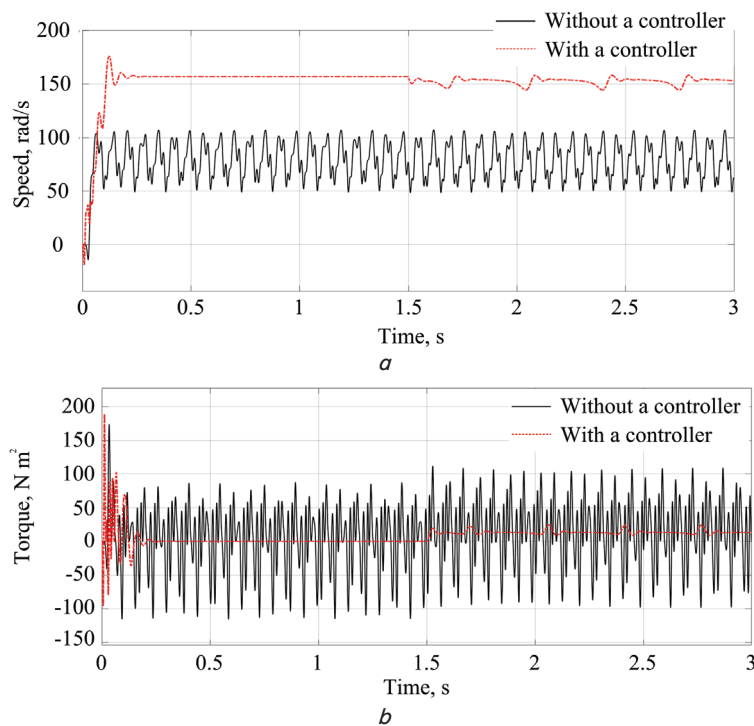 200
150
100
50
0
Speed, rad/s
Without a controller
With a controller
0 0.5 1 1.5 2 2.5 3
Time, s
a
200
150
100
50
0
-50
-100
-150
Torque, N m²
Without a controller
With a controller
0 0.5 1 1.5 2 2.5 3
Time, s
b